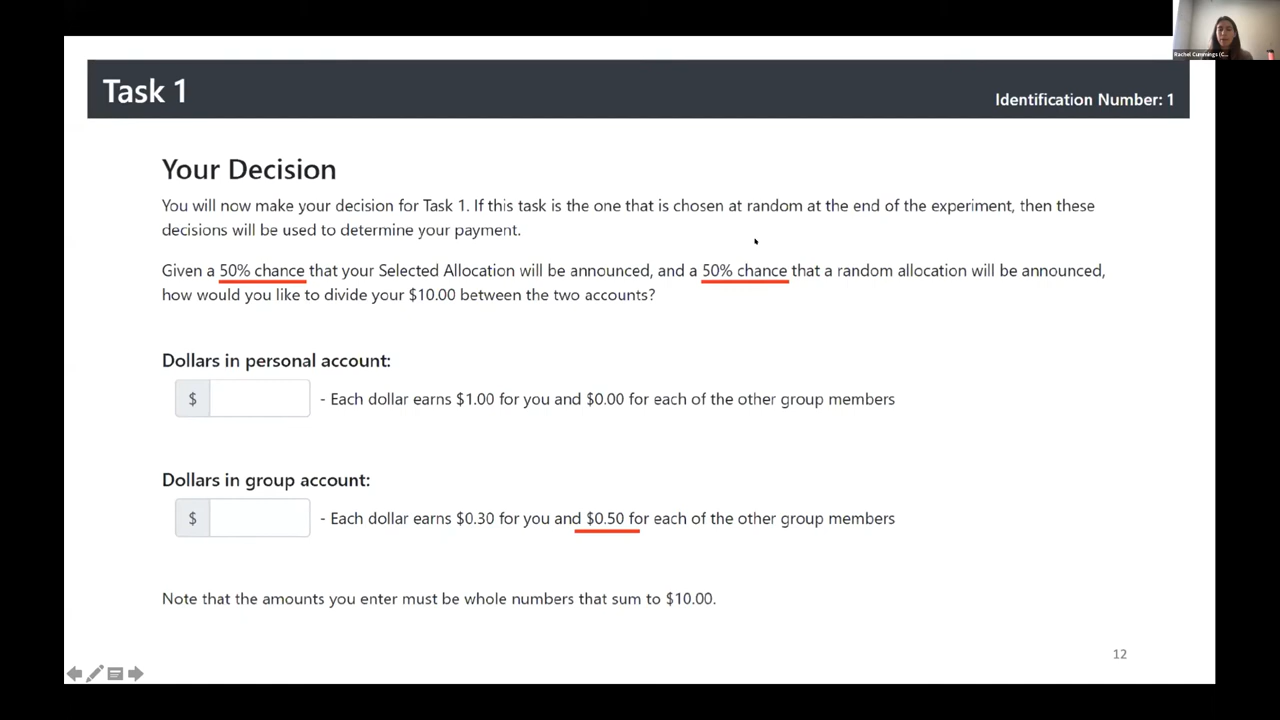 Rachel Cummings (C...
Task 1
Identification Number: 1
Your Decision
You will now make your decision for Task 1. If this task is the one that is chosen at random at the end of the experiment, then these
decisions will be used to determine your payment.
Given a 50% chance that your Selected Allocation will be announced, and a 50% chance that a random allocation will be announced,
how would you like to divide your $10.00 between the two accounts?
Dollars in personal account:
$ - Each dollar earns $1.00 for you and $0.00 for each of the other group members
Dollars in group account:
$ - Each dollar earns $0.30 for you and $0.50 for each of the other group members
Note that the amounts you enter must be whole numbers that sum to $10.00.
12